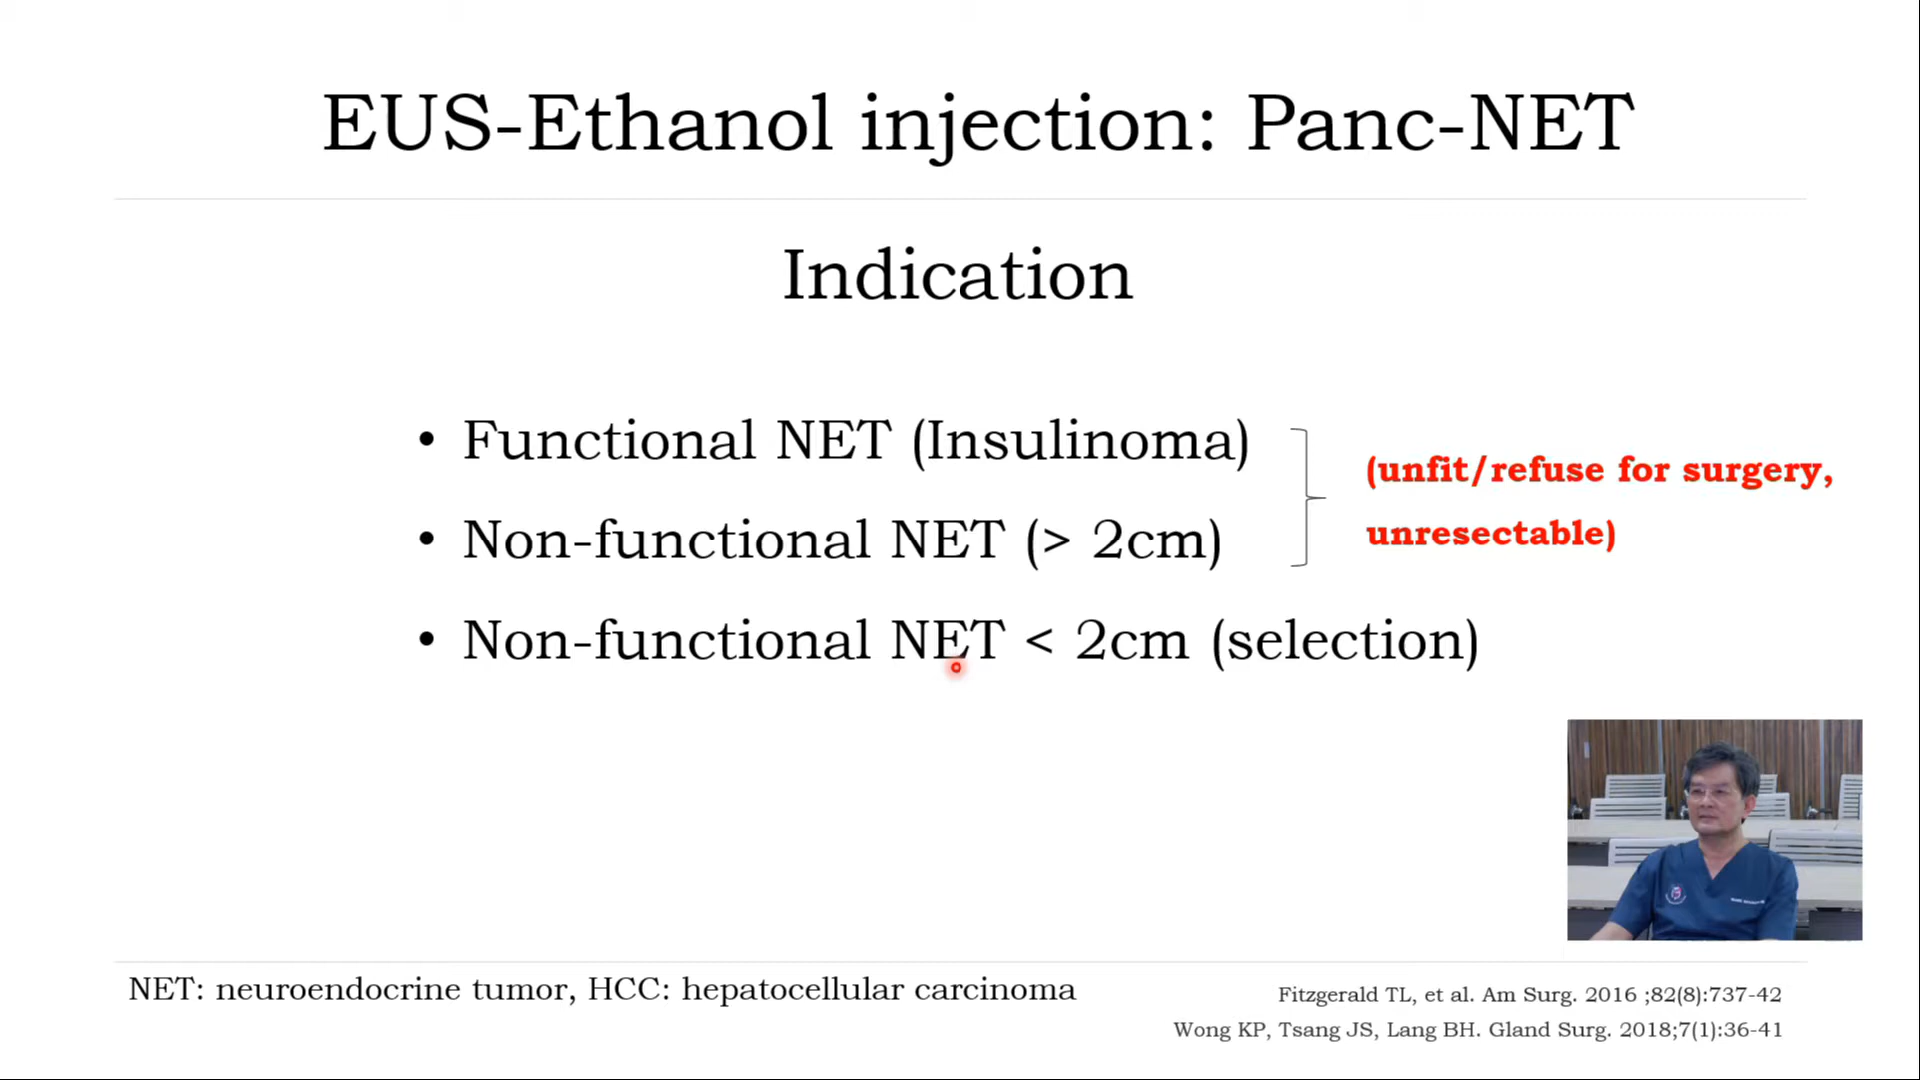 EUS-Ethanol injection: Panc-NET
Indication
• Functional NET (Insulinoma)
• Non-functional NET (> 2cm)
(unfit/refuse for surgery,
unresectable)
• Non-functional NET < 2cm (selection)
NET: neuroendocrine tumor, HCC: hepatocellular carcinoma
Fitzgerald TL, et al. Am Surg. 2016 ;82(8):737-42
Wong KP, Tsang JS, Lang BH. Gland Surg. 2018;7(1):36-41